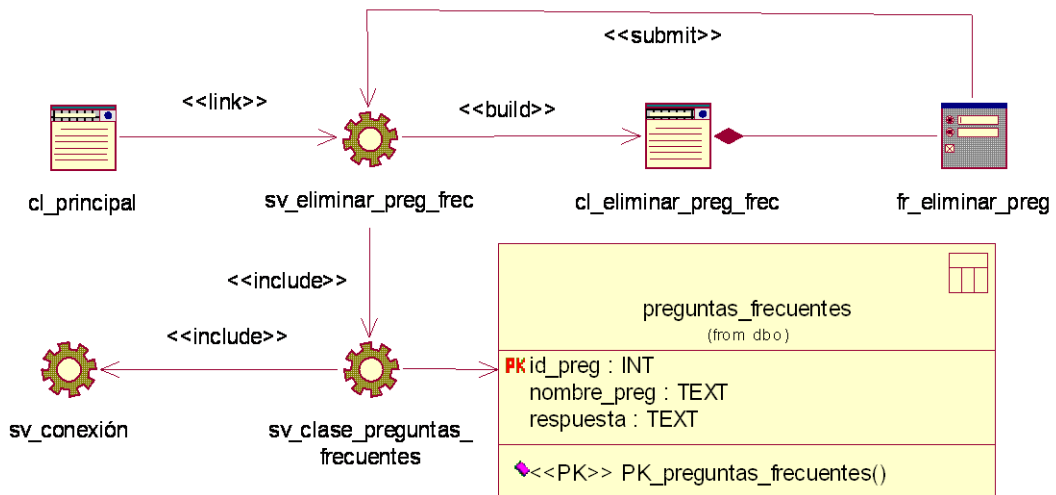 <<submit>>
<<link>>
<<build>>
cl_principal
sv_eliminar_preg_frec
cl_eliminar_preg_frec
fr_eliminar_preg
<<include>>
<<include>>
preguntas_frecuentes
(from dbo)
PK id_preg : INT
nombre_preg : TEXT
respuesta : TEXT
<<PK>> PK_preguntas_frecuentes()
sv_conexión
sv_clase_preguntas_
frecuentes